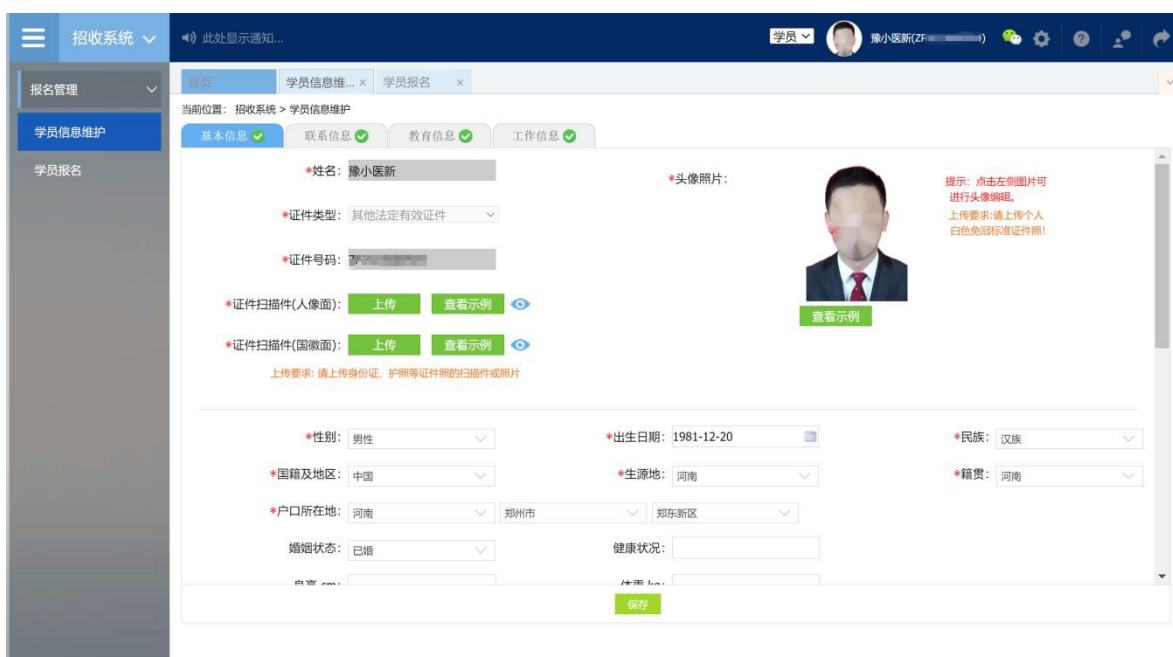 招收系统
此处显示通知...
学员
豫小医新(ZF
报名管理
首页
学员信息维... ×
学员报名 ×
当前位置： 招收系统 > 学员信息维护
学员信息维护
学员报名
基本信息
联系信息
教育信息
工作信息
*姓名： 豫小医新
*头像照片：
提示：点击左侧图片可
进行头像编辑。
上传要求:请上传个人
白色免冠标准证件照!
*证件类型： 其他法定有效证件
*证件号码：
*证件扫描件(人像面)： 上传 查看示例
查看示例
*证件扫描件(国徽面)： 上传 查看示例
上传要求: 请上传身份证、护照等证件照的扫描件或照片
*性别： 男性 *出生日期： 1981-12-20 *民族： 汉族
*国籍及地区： 中国 *生源地： 河南 *籍贯： 河南
*户口所在地： 河南 郑州市 郑东新区
婚姻状态： 已婚 健康状况：
身高 cm: 体重 kg:
保存